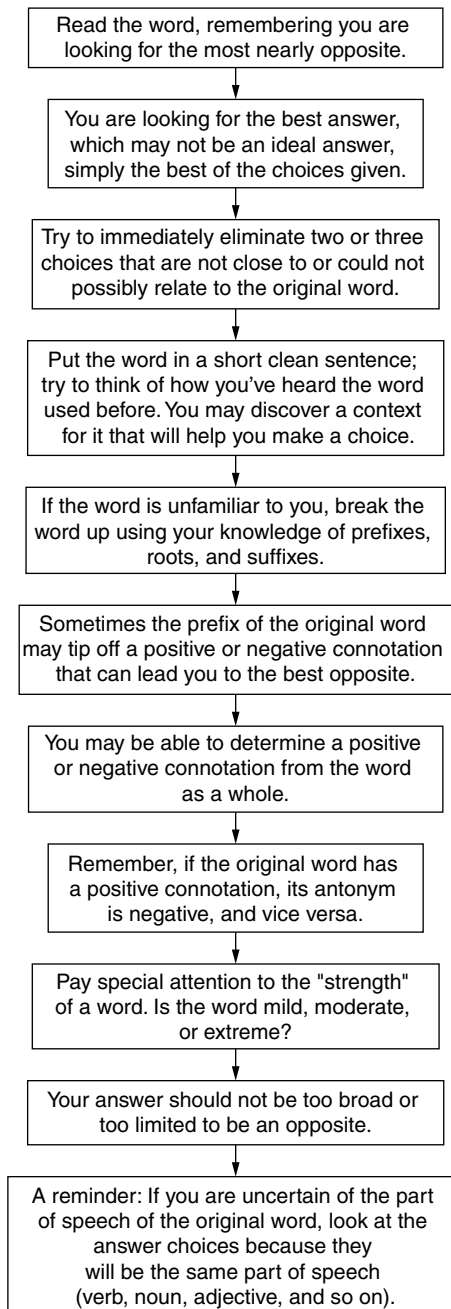 Read the word, remembering you are
looking for the most nearly opposite.
You are looking for the best answer,
which may not be an ideal answer,
simply the best of the choices given.
Try to immediately eliminate two or three
choices that are not close to or could not
possibly relate to the original word.
Put the word in a short clean sentence;
try to think of how you've heard the word
used before. You may discover a context
for it that will help you make a choice.
If the word is unfamiliar to you, break the
word up using your knowledge of prefixes,
roots, and suffixes.
Sometimes the prefix of the original word
may tip off a positive or negative connotation
that can lead you to the best opposite.
You may be able to determine a positive
or negative connotation from the word
as a whole.
Remember, if the original word has
a positive connotation, its antonym
is negative, and vice versa.
Pay special attention to the "strength"
of a word. Is the word mild, moderate,
or extreme?
Your answer should not be too broad or
too limited to be an opposite.
A reminder: If you are uncertain of the part
of speech of the original word, look at the
answer choices because they
will be the same part of speech
(verb, noun, adjective, and so on).